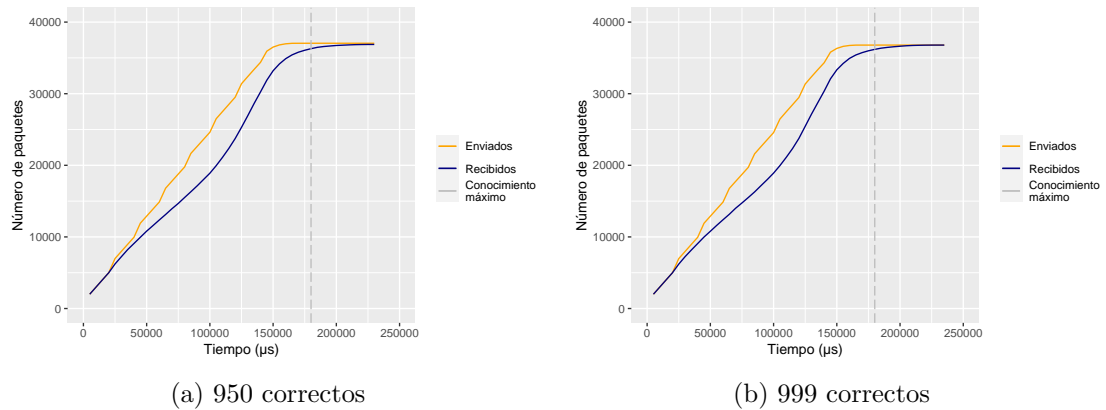 40000
30000
20000
10000
0
Número de paquetes
0 50000 100000 150000 200000 250000
Tiempo (µs)
Enviados
Recibidos
Conocimiento
máximo
(a) 950 correctos
40000
30000
20000
10000
0
Número de paquetes
0 50000 100000 150000 200000 250000
Tiempo (µs)
Enviados
Recibidos
Conocimiento
máximo
(b) 999 correctos